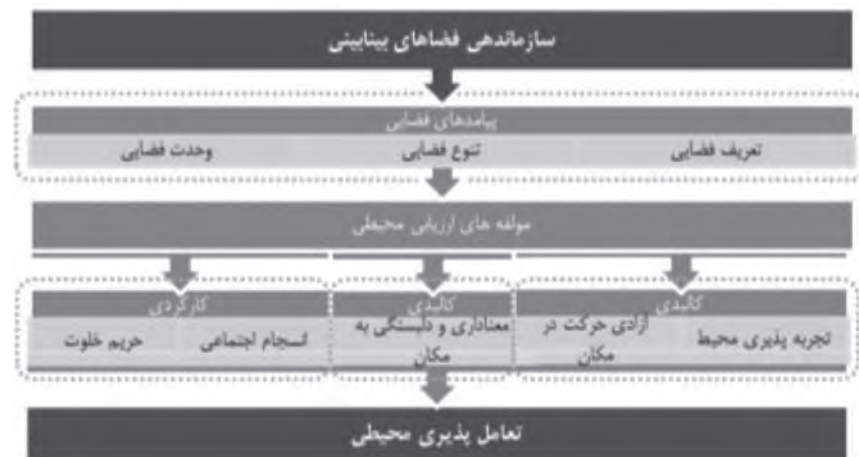 سازماندهی فضاهای بینابینی
پیامدهای فضایی
تعریف فضایی تنوع فضایی وحدت فضایی
مولفه های ارزیابی محیطی
کالبدی کالبدی کارکردی
تجربه پذیری محیط آزادی حرکت در مکان معناداری و دلبستگی به مکان انسجام اجتماعی حریم خلوت
تعامل پذیری محیطی